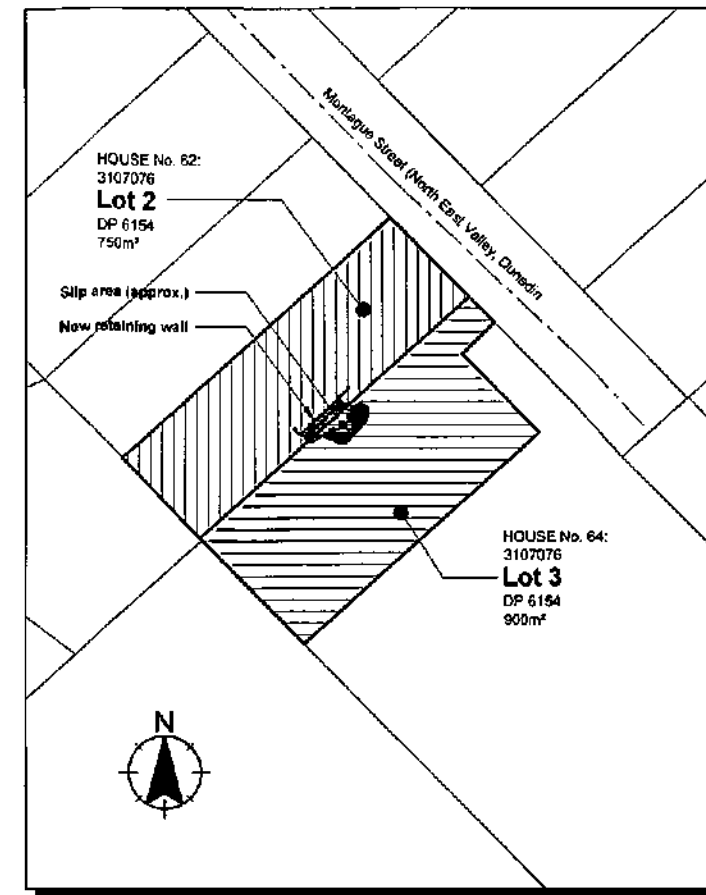 Montague Street (North East Valley, Dunedin
HOUSE No. 62:
3107076
Lot 2
DP 6154
750m²
Slip area (approx.)
New retaining wall
HOUSE No. 64:
3107076
Lot 3
DP 6154
900m²
N